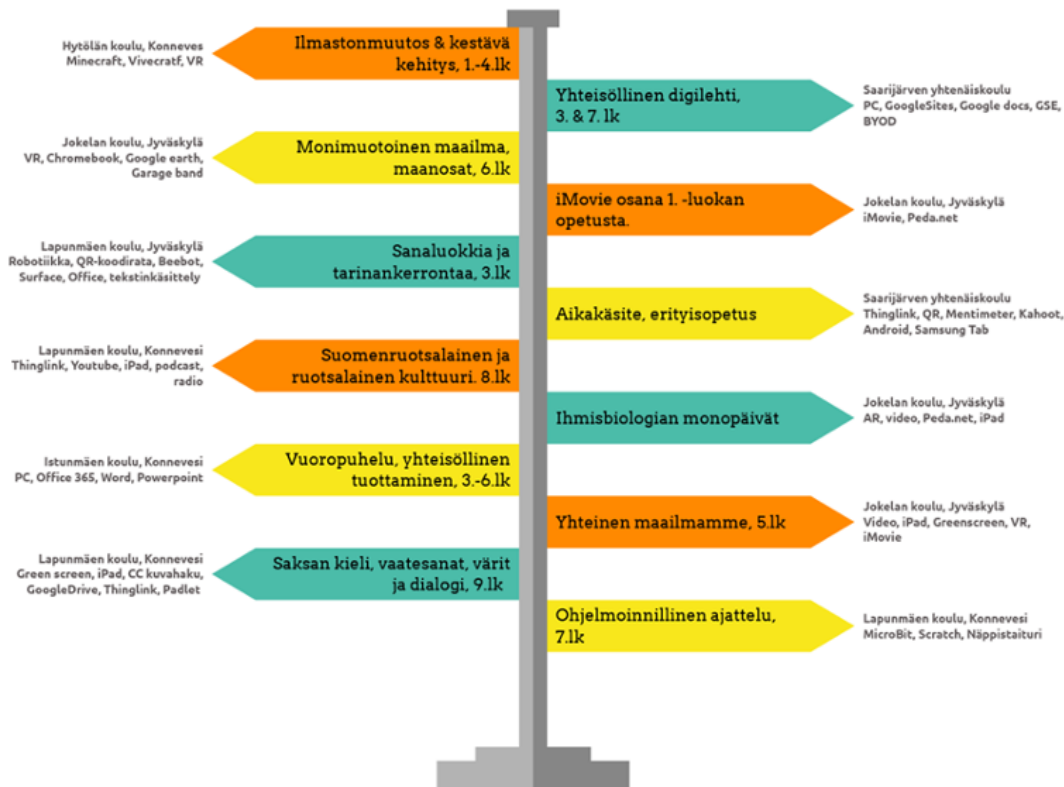 Hytölän koulu, Konneves
Minecraft, Vivecratf, VR
Ilmastonmuutos & kestävä
kehitys, 1.-4.lk
Yhteisöllinen digilehti,
3. & 7. lk
Saarijärven yhtenäiskoulu
PC, GoogleSites, Google docs, GSE,
BYOD
Jokelan koulu, Jyväskylä
VR, Chromebook, Google earth,
Garage band
Monimuotoinen maailma,
maanosat, 6.lk
iMovie osana 1. -luokan
opetusta.
Jokelan koulu, Jyväskylä
iMovie, Peda.net
Lapunmäen koulu, Jyväskylä
Robotiikka, QR-koodirata, Beebot,
Surface, Office, tekstinkäsittely
Sanaluokkia ja
tarinankerrontaa, 3.lk
Aikakäsite, erityisopetus
Saarijärven yhtenäiskoulu
Thinglink, QR, Mentimeter, Kahoot,
Android, Samsung Tab
Lapunmäen koulu, Konnevesi
Thinglink, Youtube, iPad, podcast,
radio
Suomenruotsalainen ja
ruotsalainen kulttuuri. 8.lk
Ihmisbiologian monopäivät
Jokelan koulu, Jyväskylä
AR, video, Peda.net, iPad
Istunmäen koulu, Konnevesi
PC, Office 365, Word, Powerpoint
Vuoropuhelu, yhteisöllinen
tuottaminen, 3.-6.lk
Yhteinen maailmamme, 5.lk
Jokelan koulu, Jyväskylä
Video, iPad, Greenscreen, VR,
iMovie
Lapunmäen koulu, Konnevesi
Green screen, iPad, CC kuvahaku,
GoogleDrive, Thinglink, Padlet
Saksan kieli, vaatesanat, värit
ja dialogi, 9.lk
Ohjelmoinnillinen ajattelu,
7.lk
Lapunmäen koulu, Konnevesi
MicroBit, Scratch, Näppistaituri